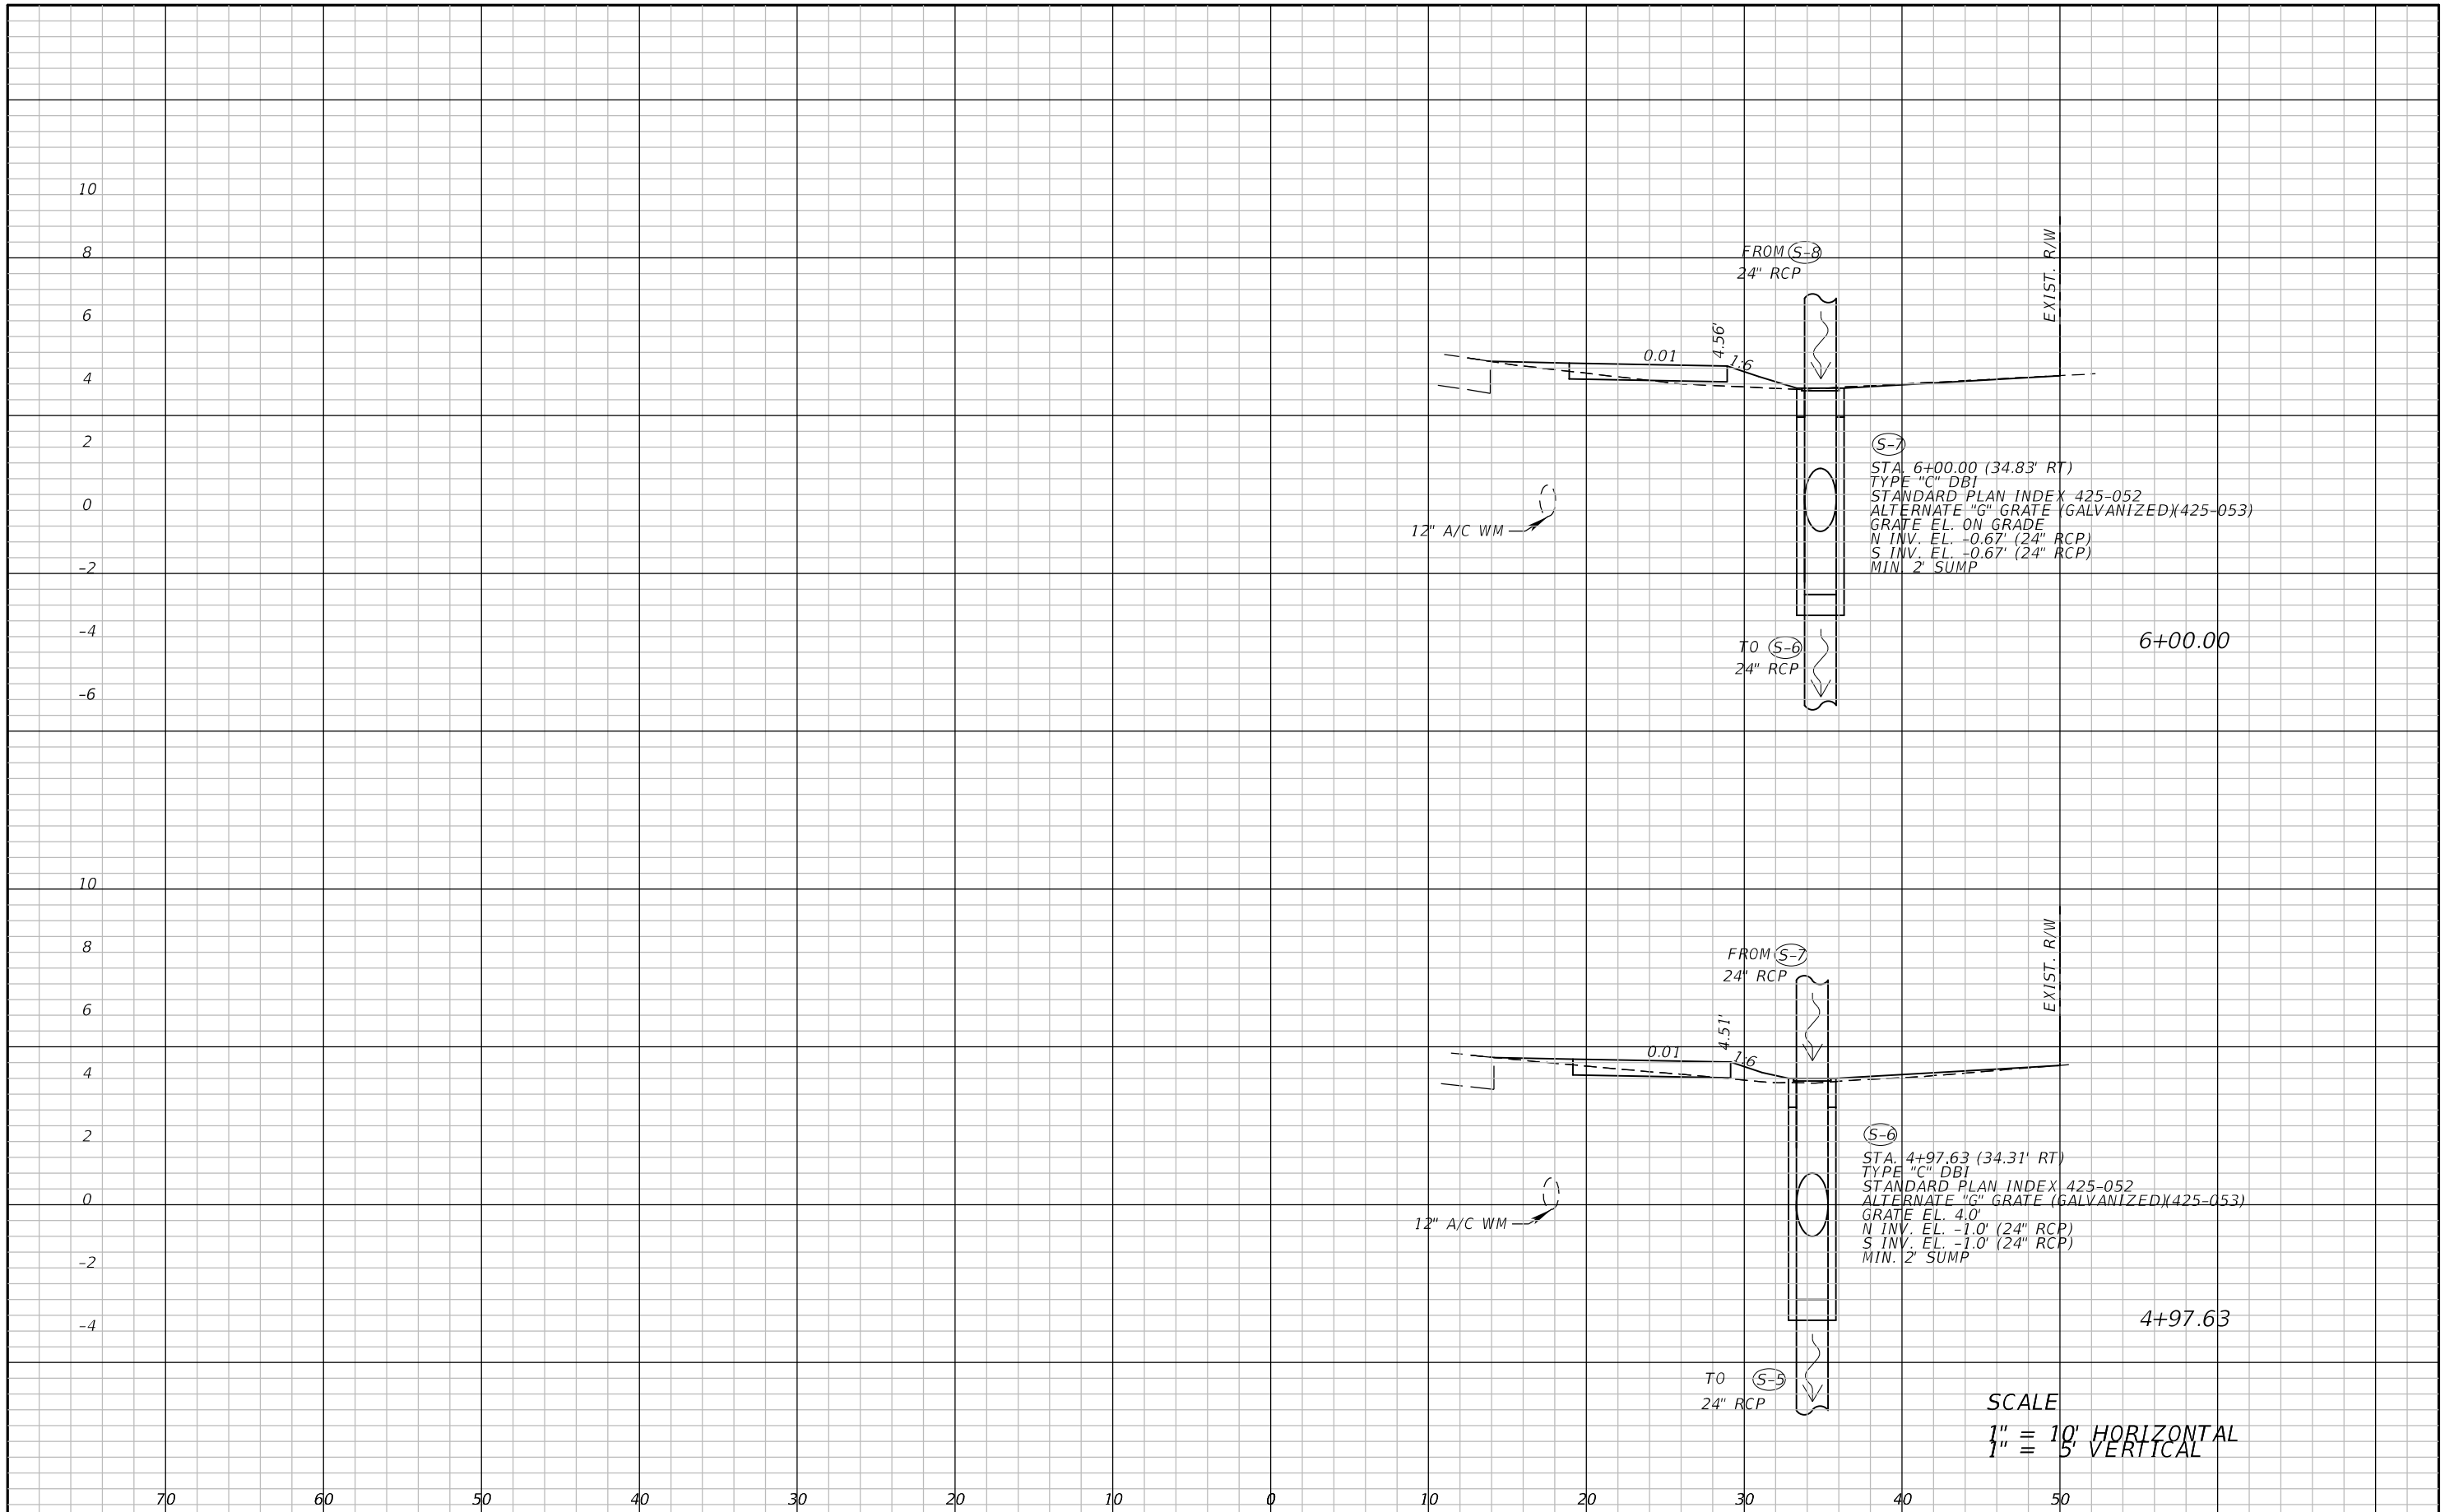 10
8
6
4
2
0
-2
-4
-6
FROM S-8
24" RCP
EXIST. R/W
0.01
4.56'
1:6
12" A/C WM
S-7
STA. 6+00.00 (34.83' RT)
TYPE "C" DBI
STANDARD PLAN INDEX 425-052
ALTERNATE "G" GRATE (GALVANIZED)(425-053)
GRATE EL. ON GRADE
N INV. EL. -0.67' (24" RCP)
S INV. EL. -0.67' (24" RCP)
MIN. 2' SUMP
TO S-6
24" RCP
6+00.00
10
8
6
4
2
0
-2
-4
FROM S-7
24" RCP
EXIST. R/W
0.01
4.51'
1:6
12" A/C WM
S-6
STA. 4+97.63 (34.31' RT)
TYPE "C" DBI
STANDARD PLAN INDEX 425-052
ALTERNATE "G" GRATE (GALVANIZED)(425-053)
GRATE EL. 4.0'
N INV. EL. -1.0' (24" RCP)
S INV. EL. -1.0' (24" RCP)
MIN. 2' SUMP
4+97.63
TO S-5
24" RCP
SCALE
1" = 10' HORIZONTAL
1" = 5' VERTICAL
70 60 50 40 30 20 10 0 10 20 30 40 50